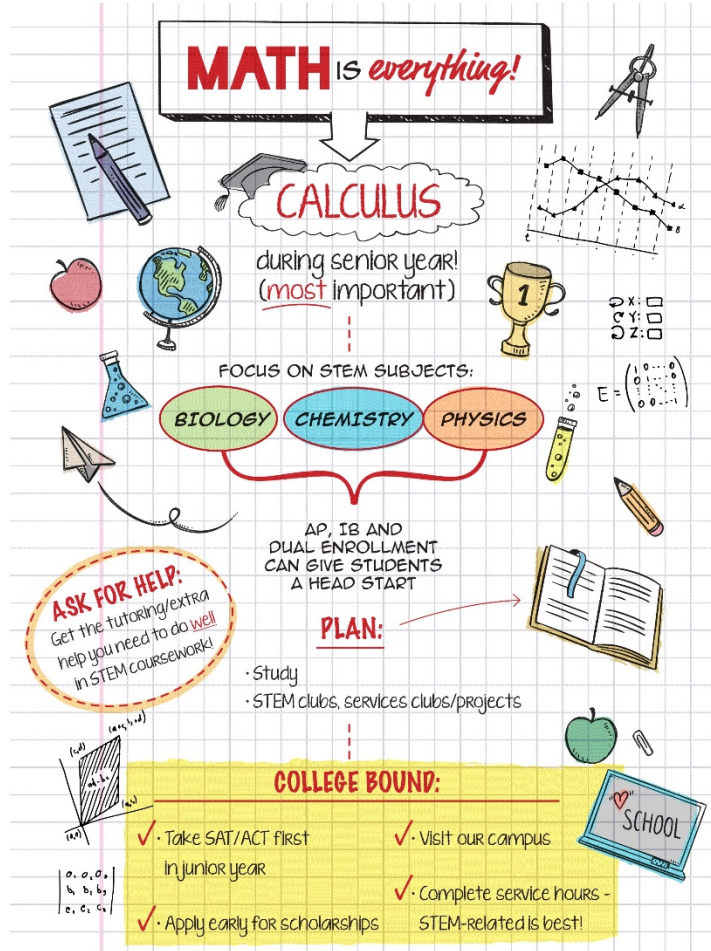 MATH IS everything!
CALCULUS
during senior year!
(most important)
1
t
α
β
X:
Y:
Z:
FOCUS ON STEM SUBJECTS:
E=
BIOLOGY CHEMISTRY PHYSICS
AP, IB AND
DUAL ENROLLMENT
CAN GIVE STUDENTS
A HEAD START
ASK FOR HELP:
Get the tutoring/extra
help you need to do well
in STEM coursework!
PLAN:
· Study
· STEM clubs, services clubs/projects
COLLEGE BOUND:
✓· Take SAT/ACT first
in junior year
✓· Apply early for scholarships
✓· Visit our campus
✓· Complete service hours -
STEM-related is best!
"♥" SCHOOL